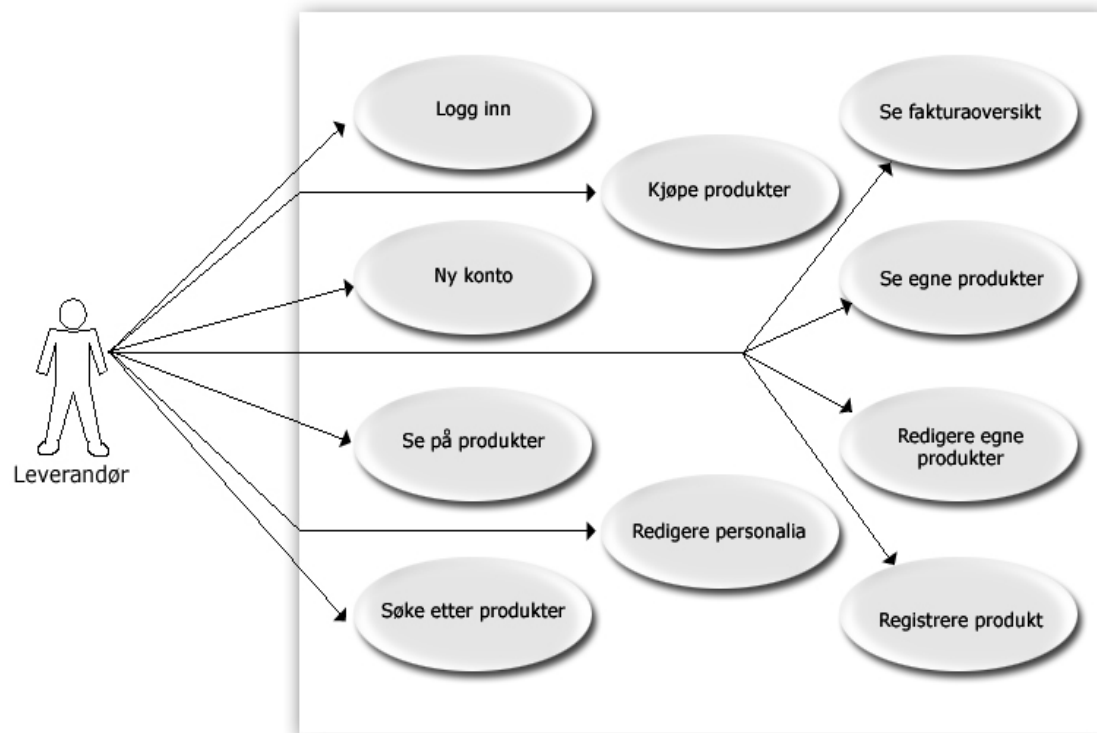 Logg inn
Se fakturaoversikt
Kjøpe produkter
Ny konto
Se egne produkter
Leverandør
Se på produkter
Redigere egne
produkter
Redigere personalia
Søke etter produkter
Registrere produkt